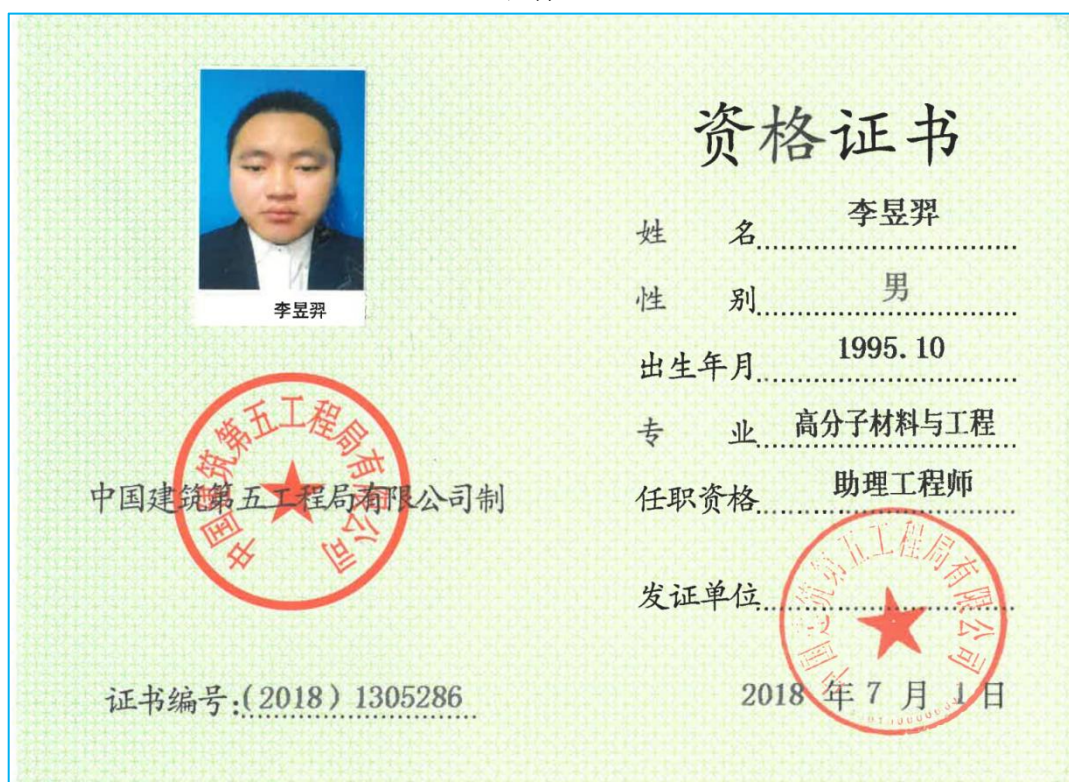 李昱羿
中国建筑第五工程局有限公司
中国建筑第五工程局有限公司制
证书编号:(2018)1305286
资格证书
姓 名 李昱羿
性 别 男
出生年月 1995.10
专 业 高分子材料与工程
任职资格 助理工程师
发证单位
中国建筑第五工程局有限公司
2018 年 7 月 1 日